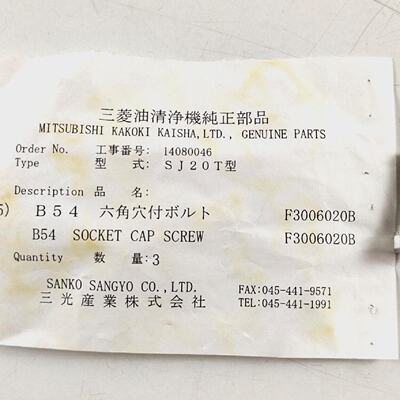 三菱油清浄機純正部品
MITSUBISHI KAKOKI KAISHA,LTD., GENUINE PARTS
Order No. 工事番号: 14080046
Type 型 式: SJ20T型
Description 品 名:
5) B54 六角穴付ボルト F3006020B
B54 SOCKET CAP SCREW F3006020B
Quantity 数 量: 3
SANKO SANGYO CO.,LTD. FAX:045-441-9571
三光産業株式会社 TEL:045-441-1991